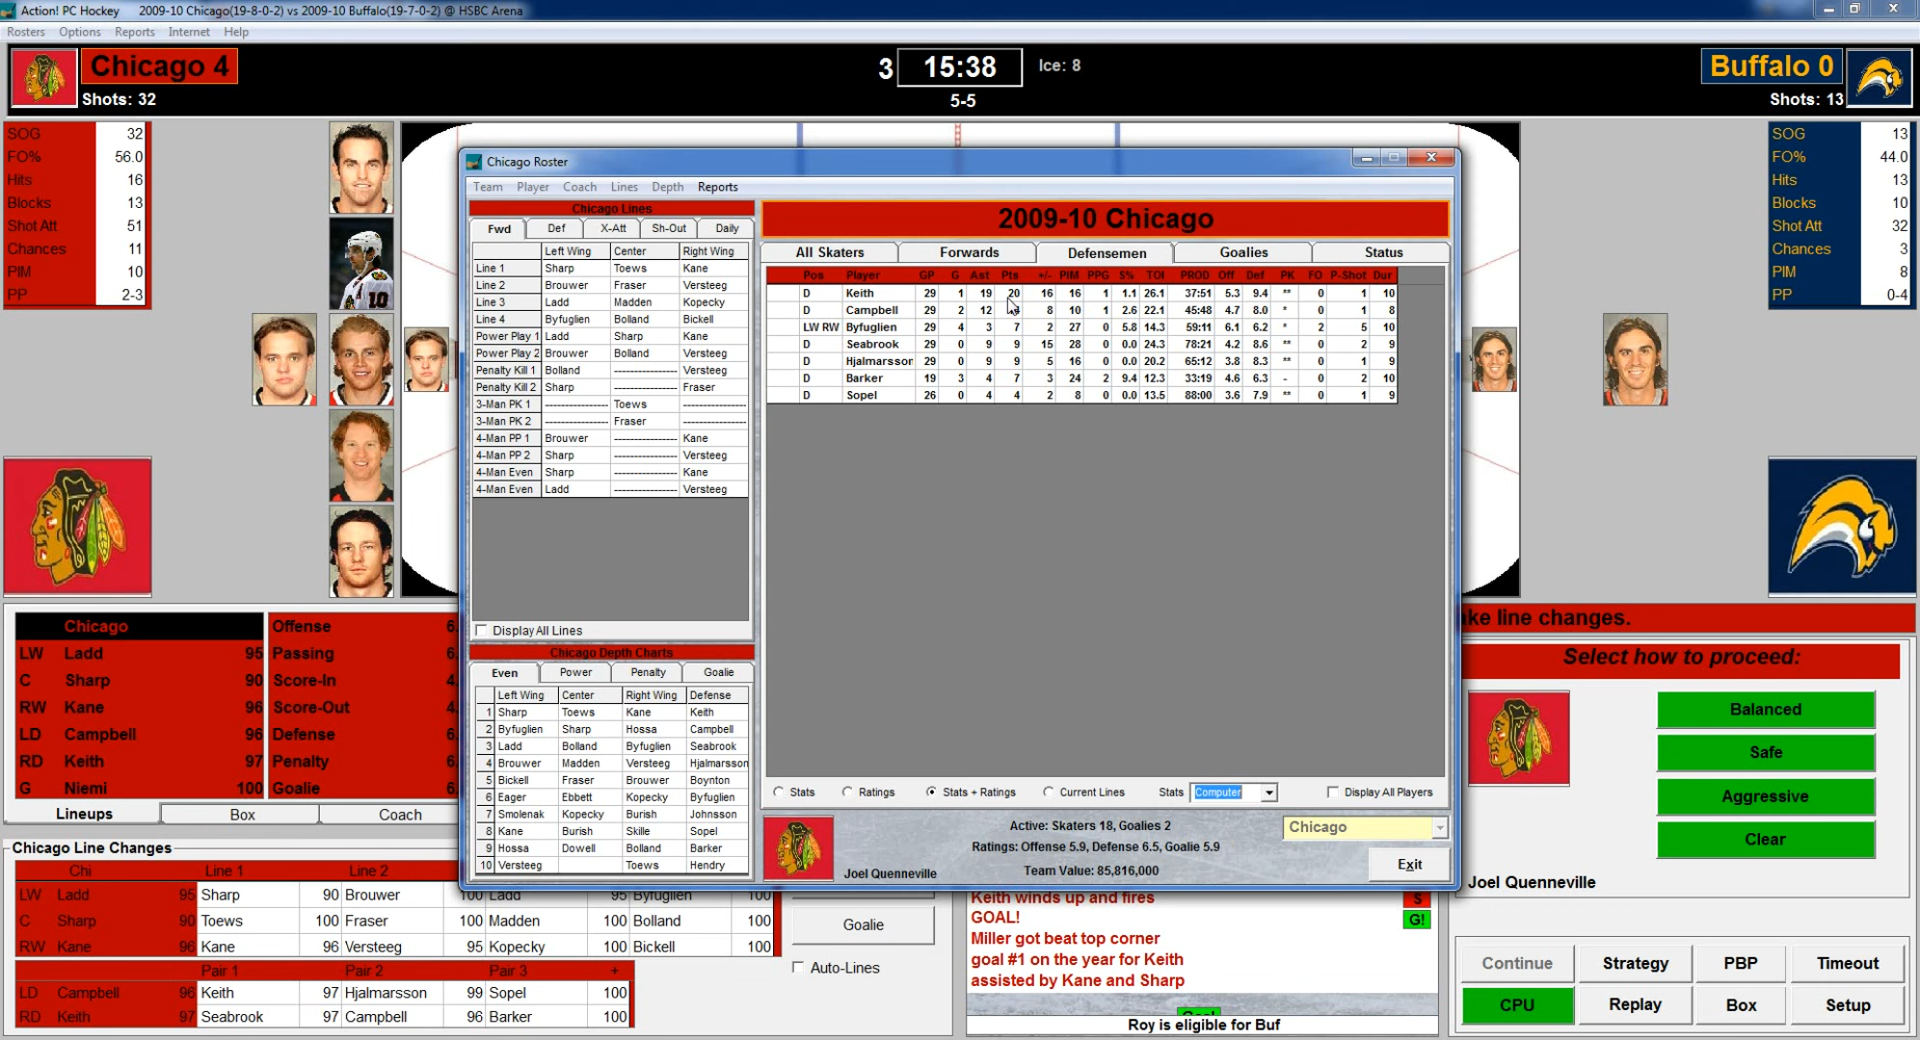 Action! PC Hockey 2009-10 Chicago(19-8-0-2) vs 2009-10 Buffalo(19-7-0-2) @ HSBC Arena
Rosters Options Reports Internet Help
Chicago 4
Shots: 32
3 15:38 Ice: 8
5-5
Buffalo 0
Shots: 13
SOG 32
FO% 56.0
Hits 16
Blocks 13
Shot Att 51
Chances 11
PIM 10
PP 2-3
SOG 13
FO% 44.0
Hits 13
Blocks 10
Shot Att 32
Chances 3
PIM 8
PP 0-4
Chicago Roster
Team Player Coach Lines Depth Reports
Chicago Lines
Fwd Def X-Att Sh-Out Daily
Left Wing Center Right Wing
Line 1 Sharp Toews Kane
Line 2 Brouwer Fraser Versteeg
Line 3 Ladd Madden Kopecky
Line 4 Byfuglien Bolland Bickell
Power Play 1 Ladd Sharp Kane
Power Play 2 Brouwer Bolland Versteeg
Penalty Kill 1 Bolland ---------------- Versteeg
Penalty Kill 2 Sharp ---------------- Fraser
3-Man PK 1 ---------------- Toews ----------------
3-Man PK 2 ---------------- Fraser ----------------
4-Man PP 1 Brouwer ---------------- Kane
4-Man PP 2 Sharp ---------------- Versteeg
4-Man Even Sharp ---------------- Kane
4-Man Even Ladd ---------------- Versteeg
Display All Lines
Chicago Depth Charts
Even Power Penalty Goalie
Left Wing Center Right Wing Defense
1 Sharp Toews Kane Keith
2 Byfuglien Sharp Hossa Campbell
3 Ladd Bolland Byfuglien Seabrook
4 Brouwer Madden Versteeg Hjalmarsson
5 Bickell Fraser Brouwer Boynton
6 Eager Ebbett Kopecky Byfuglien
7 Smolenak Kopecky Burish Johnsson
8 Kane Burish Skille Sopel
9 Hossa Dowell Bolland Barker
10 Versteeg Toews Hendry
2009-10 Chicago
All Skaters Forwards Defensemen Goalies Status
Pos Player GP G Ast Pts +/- PIM PPG S% TOI PROD Off Def PK FO P-Shot Dur
D Keith 29 1 19 20 16 16 1 1.1 26.1 37:51 5.3 9.4 ** 0 1 10
D Campbell 29 2 12 8 10 1 2.6 22.1 45:48 4.7 8.0 * 0 1 8
LW RW Byfuglien 29 4 3 7 2 27 0 5.8 14.3 59:11 6.1 6.2 * 2 5 10
D Seabrook 29 0 9 9 15 28 0 0.0 24.3 78:21 4.2 8.6 ** 0 2 9
D Hjalmarsson 29 0 9 9 5 16 0 0.0 20.2 65:12 3.8 8.3 ** 0 1 9
D Barker 19 3 4 7 3 24 2 9.4 12.3 33:19 4.6 6.3 - 0 2 10
D Sopel 26 0 4 4 2 8 0 0.0 13.5 88:00 3.6 7.9 ** 0 1 9
Stats Ratings Stats + Ratings Current Lines Stats Computer Display All Players
Active: Skaters 18, Goalies 2
Ratings: Offense 5.9, Defense 6.5, Goalie 5.9
Team Value: 85,816,000
Joel Quenneville
Chicago
Exit
Chicago
LW Ladd 95
C Sharp 90
RW Kane 96
LD Campbell 96
RD Keith 97
G Niemi 100
Offense 6.
Passing 6.
Score-In 4.
Score-Out 4.
Defense 6.
Penalty 6.
Goalie 6.
Lineups Box Coach
Chicago Line Changes
Chi Line 1 Line 2
LW Ladd 95 Sharp 90 Brouwer 100 Ladd 95 Byfuglien 100
C Sharp 90 Toews 100 Fraser 100 Madden 100 Bolland 100
RW Kane 96 Kane 96 Versteeg 95 Kopecky 100 Bickell 100
Pair 1 Pair 2 Pair 3 +
LD Campbell 96 Keith 97 Hjalmarsson 99 Sopel 100
RD Keith 97 Seabrook 97 Campbell 96 Barker 100
Goalie
Auto-Lines
Keith winds up and fires S
GOAL! G!
Miller got beat top corner
goal #1 on the year for Keith
assisted by Kane and Sharp
Roy is eligible for Buf
ke line changes.
Select how to proceed:
Balanced
Safe
Aggressive
Clear
Joel Quenneville
Continue Strategy PBP Timeout
CPU Replay Box Setup
10